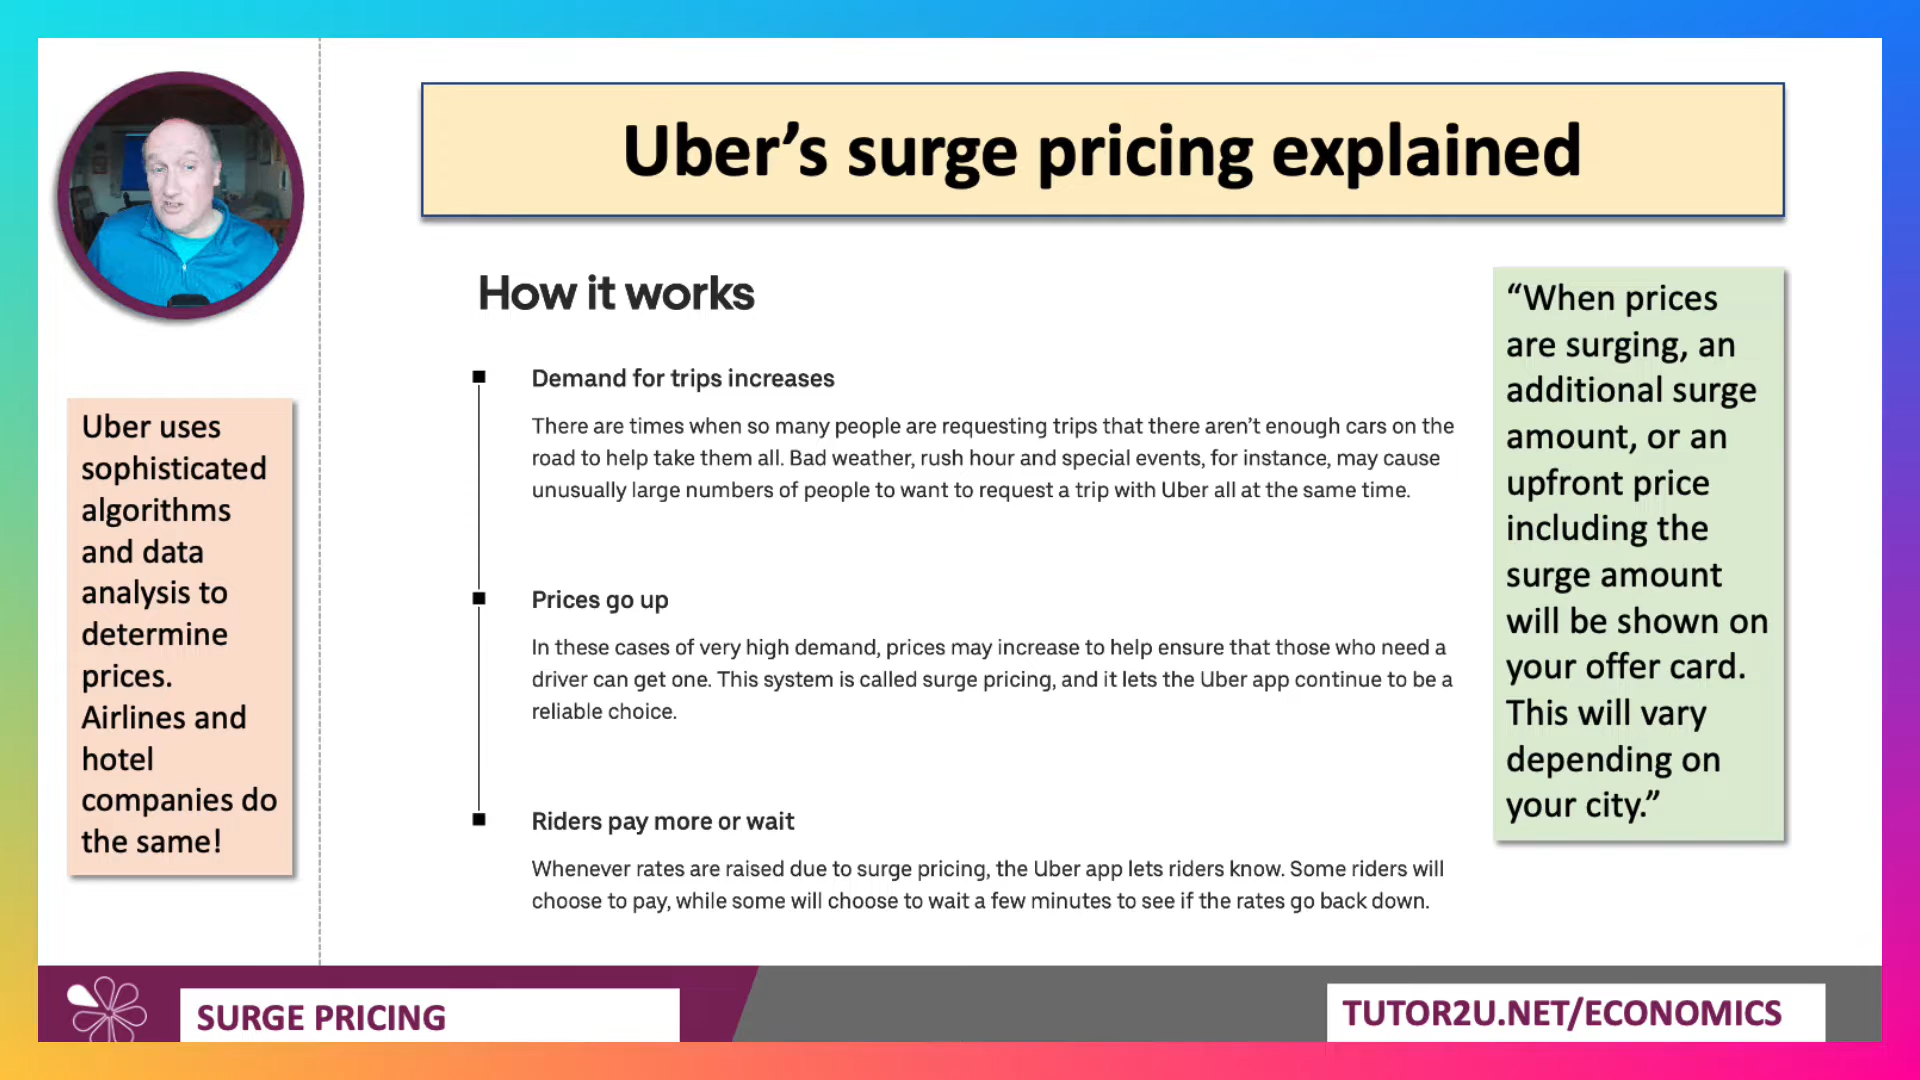 Uber’s surge pricing explained
Uber uses
sophisticated
algorithms
and data
analysis to
determine
prices.
Airlines and
hotel
companies do
the same!
How it works
Demand for trips increases
There are times when so many people are requesting trips that there aren’t enough cars on the
road to help take them all. Bad weather, rush hour and special events, for instance, may cause
unusually large numbers of people to want to request a trip with Uber all at the same time.
Prices go up
In these cases of very high demand, prices may increase to help ensure that those who need a
driver can get one. This system is called surge pricing, and it lets the Uber app continue to be a
reliable choice.
Riders pay more or wait
Whenever rates are raised due to surge pricing, the Uber app lets riders know. Some riders will
choose to pay, while some will choose to wait a few minutes to see if the rates go back down.
“When prices
are surging, an
additional surge
amount, or an
upfront price
including the
surge amount
will be shown on
your offer card.
This will vary
depending on
your city.”
SURGE PRICING
TUTOR2U.NET/ECONOMICS